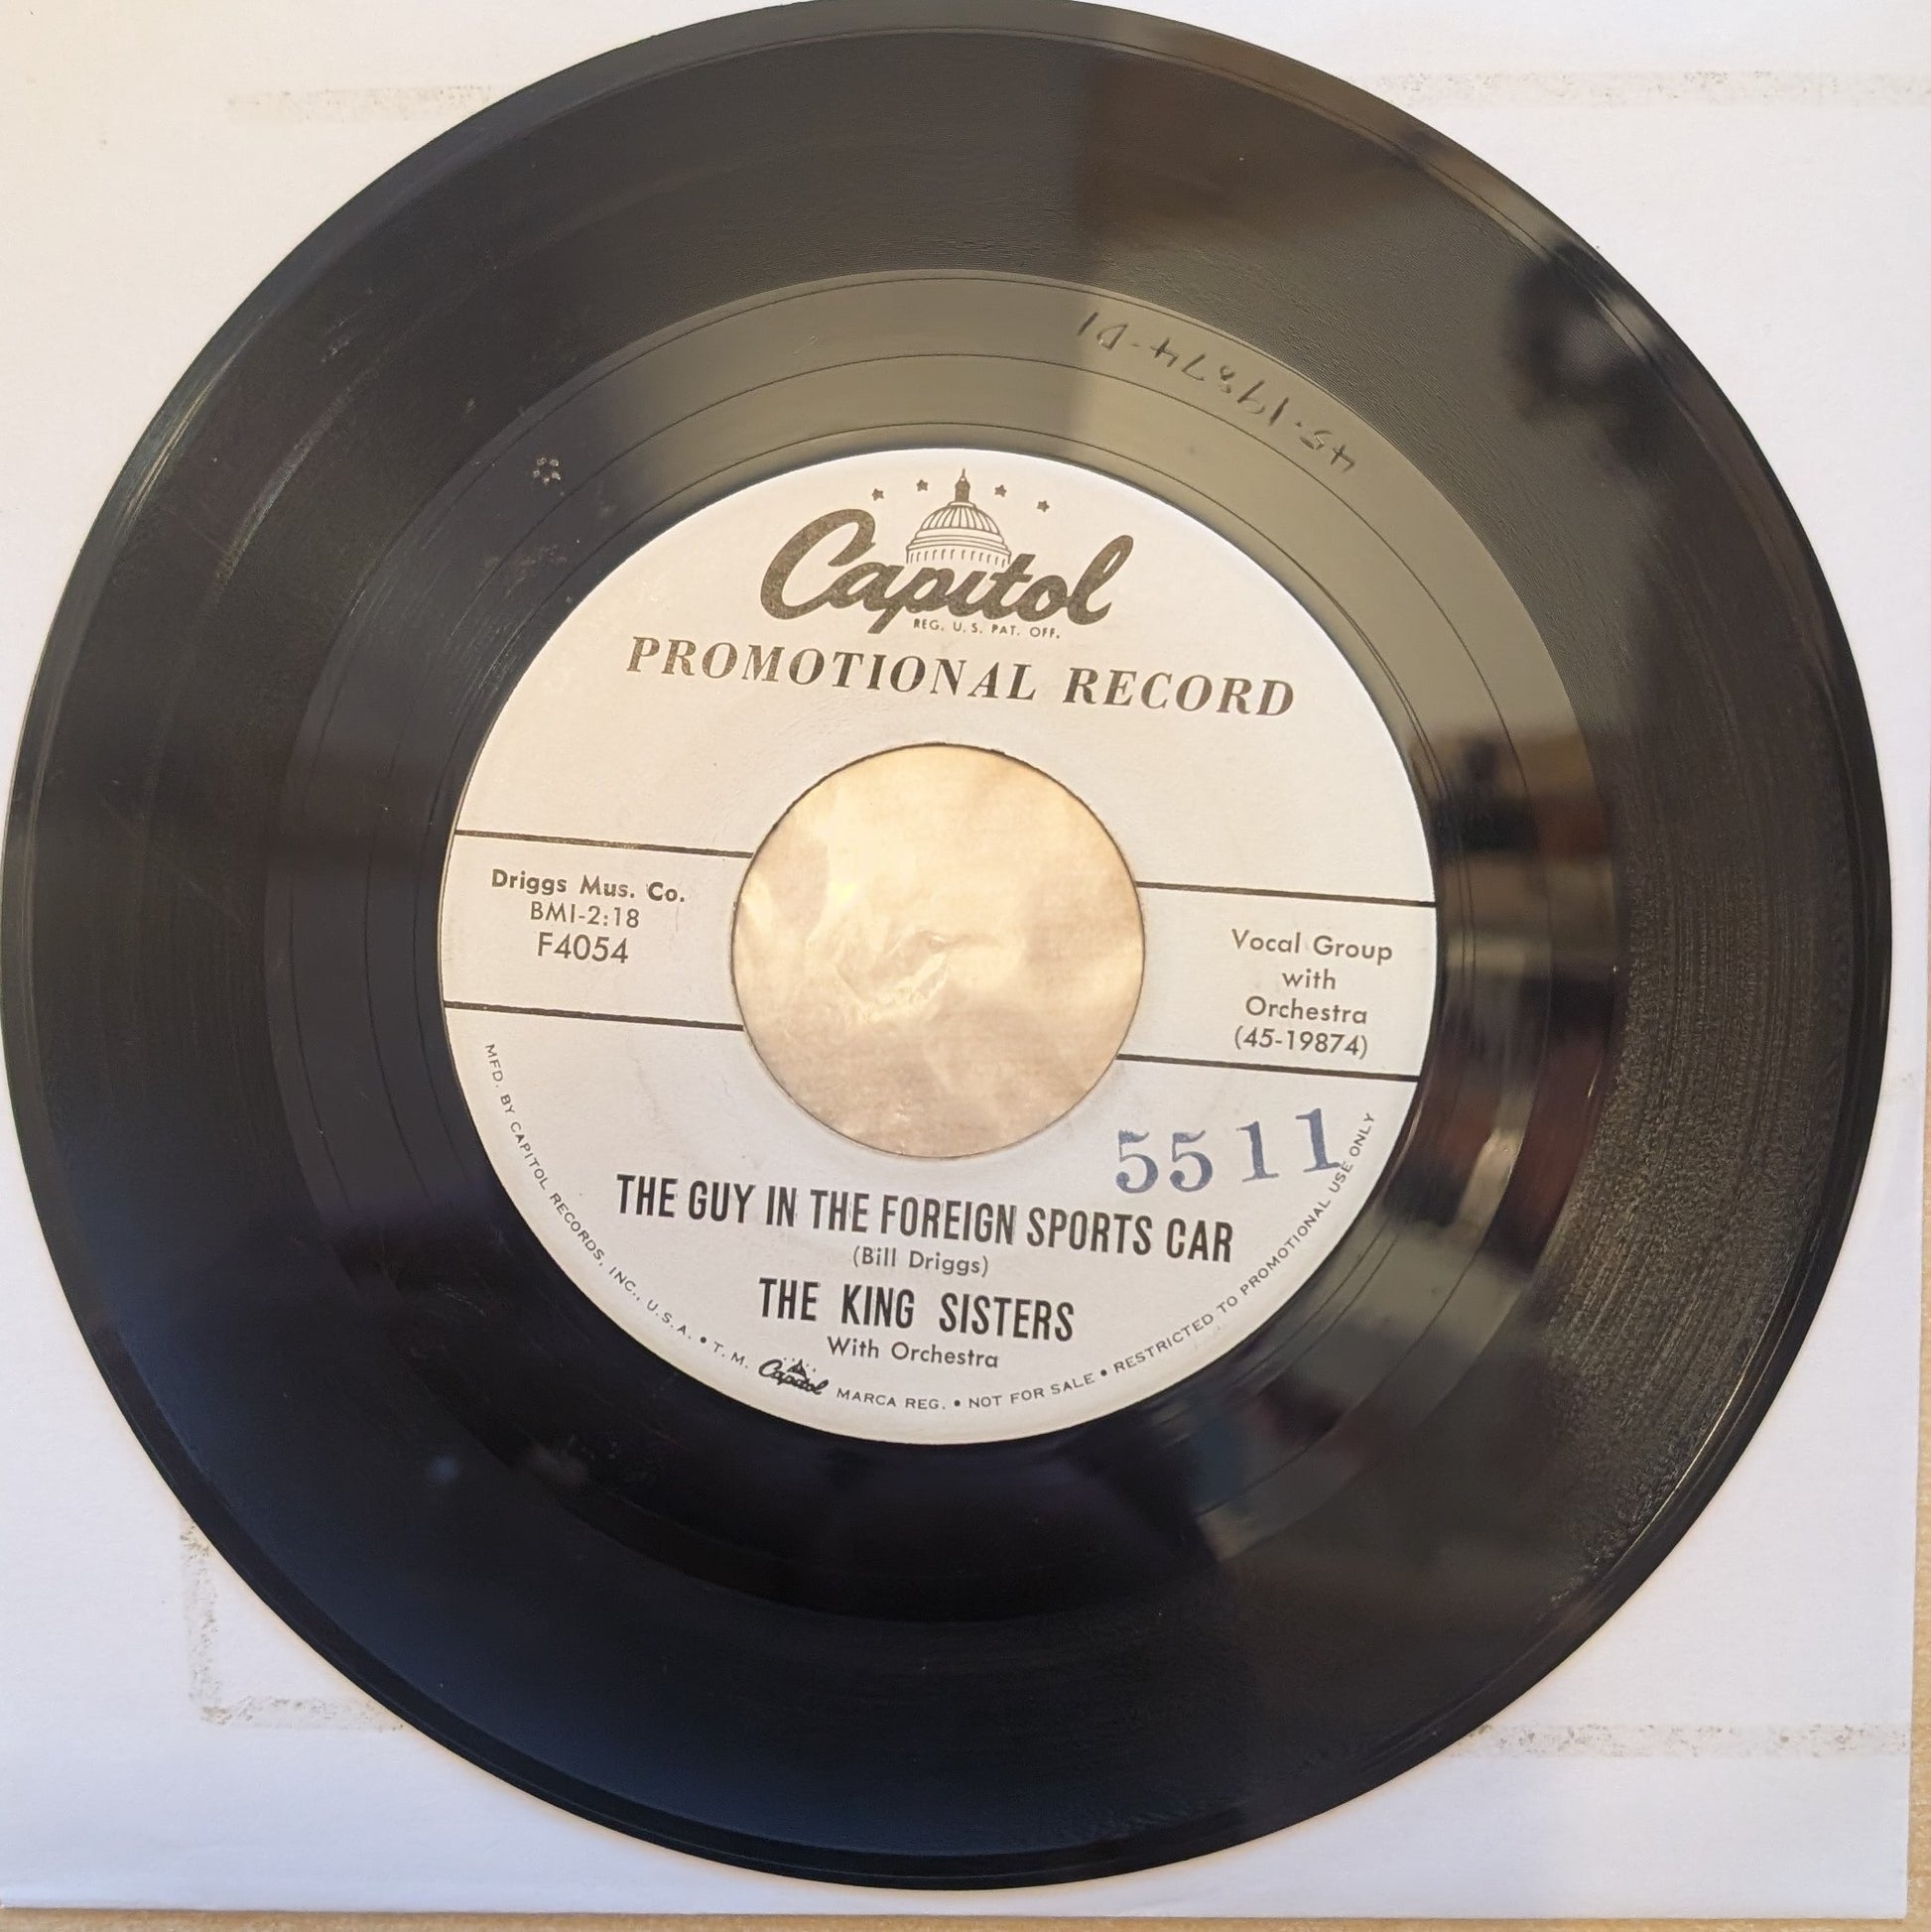 45-19874-D1
Capitol
REG. U.S. PAT. OFF.
PROMOTIONAL RECORD
Driggs Mus. Co.
BMI-2:18
F4054
Vocal Group
with
Orchestra
(45-19874)
5511
THE GUY IN THE FOREIGN SPORTS CAR
(Bill Driggs)
THE KING SISTERS
With Orchestra
MFD. BY CAPITOL RECORDS, INC., U.S.A. • T.M. Capitol MARCA REG. • NOT FOR SALE • RESTRICTED TO PROMOTIONAL USE ONLY